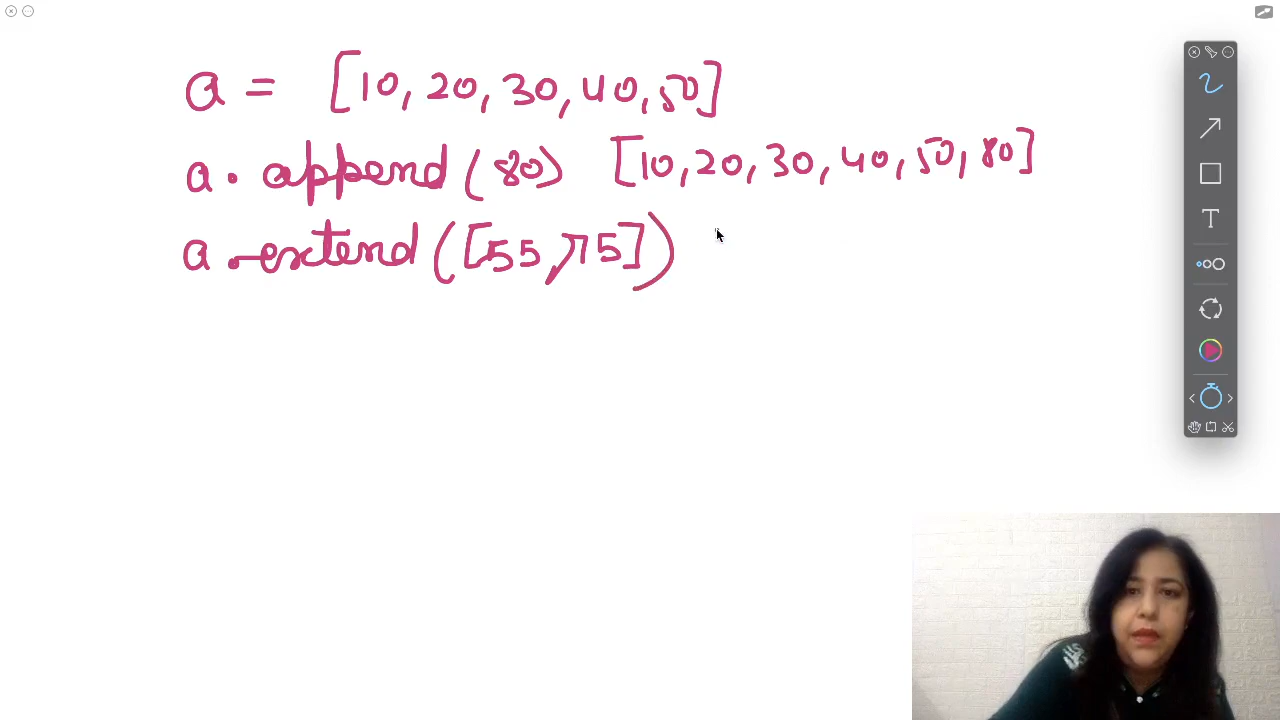 a = [10, 20, 30, 40, 50]
a.append(80) [10, 20, 30, 40, 50, 80]
a.extend([55, 75])
T